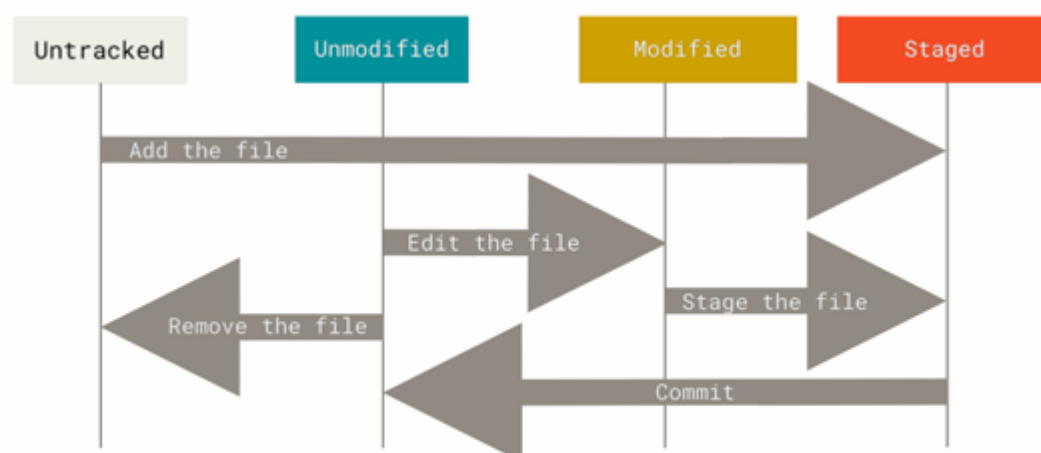 Untracked
Unmodified
Modified
Staged
Add the file
Edit the file
Stage the file
Remove the file
Commit